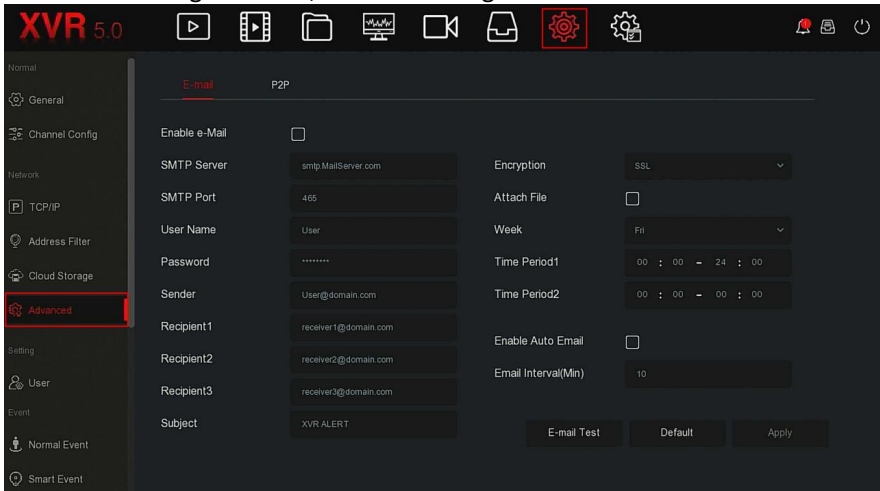 XVR 5.0
Normal
General
Channel Config
Network
P TCP/IP
Address Filter
Cloud Storage
Advanced
Setting
User
Event
Normal Event
Smart Event
E-mail P2P
Enable e-Mail
SMTP Server smtp.MailServer.com
SMTP Port 465
User Name User
Password ********
Sender User@domain.com
Recipient1 receiver1@domain.com
Recipient2 receiver2@domain.com
Recipient3 receiver3@domain.com
Subject XVR ALERT
Encryption SSL
Attach File
Week Fri
Time Period1 00 : 00 - 24 : 00
Time Period2 00 : 00 - 00 : 00
Enable Auto Email
Email Interval(Min) 10
E-mail Test Default Apply